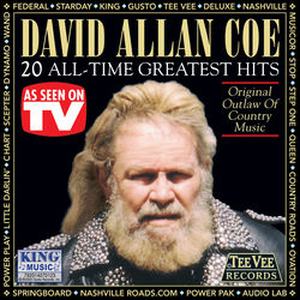 FEDERAL • STARDAY • KING • GUSTO • TEE VEE • DELUXE • NASHVILLE
DAVID ALLAN COE
20 ALL-TIME GREATEST HITS
AS SEEN ON
TV
Original
Outlaw Of
Country
Music
POWER PLAY • LITTLE DARLIN' • CHART • SCEPTER • DYNAMO • WAND
MUSICOR • STOP • STEP ONE • QUEEN • COUNTRY ROADS • OVATION
KING
MUSIC
TEEVEE
RECORDS
SPRINGBOARD • NASHVILLE ROADS.COM • POWER PAK • AUDIO LAB